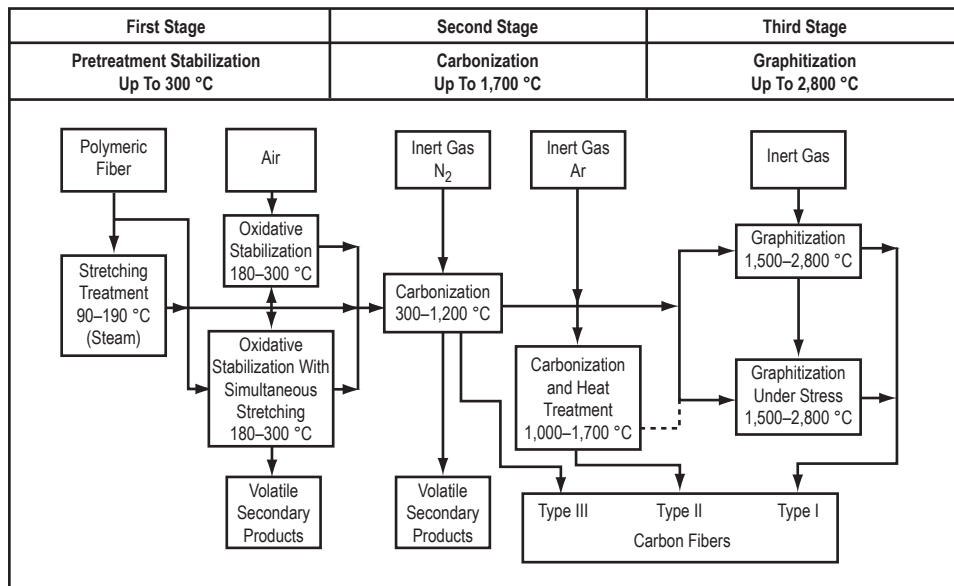 First Stage
Second Stage
Third Stage
Pretreatment Stabilization
Up To 300 °C
Carbonization
Up To 1,700 °C
Graphitization
Up To 2,800 °C
Polymeric
Fiber
Air
Inert Gas
N2
Inert Gas
Ar
Inert Gas
Oxidative
Stabilization
180–300 °C
Graphitization
1,500–2,800 °C
Stretching
Treatment
90–190 °C
(Steam)
Carbonization
300–1,200 °C
Oxidative
Stabilization With
Simultaneous
Stretching
180–300 °C
Carbonization
and Heat
Treatment
1,000–1,700 °C
Graphitization
Under Stress
1,500–2,800 °C
Volatile
Secondary
Products
Volatile
Secondary
Products
Type III
Type II
Type I
Carbon Fibers